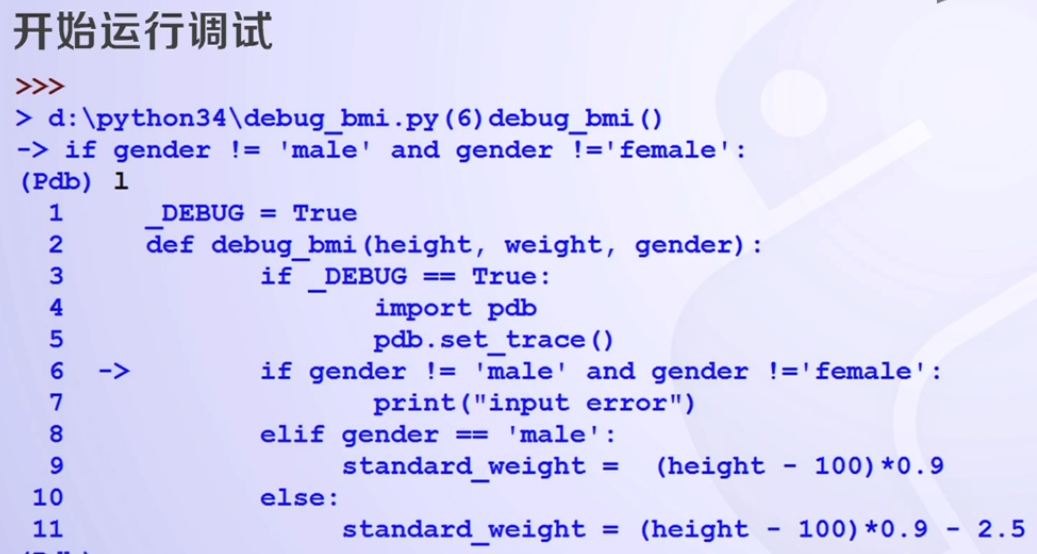 开始运行调试
>>>
> d:\python34\debug_bmi.py(6)debug_bmi()
-> if gender != 'male' and gender !='female':
(Pdb) l
1 _DEBUG = True
2 def debug_bmi(height, weight, gender):
3 if _DEBUG == True:
4 import pdb
5 pdb.set_trace()
6 -> if gender != 'male' and gender !='female':
7 print("input error")
8 elif gender == 'male':
9 standard_weight =  (height - 100)*0.9
10 else:
11 standard_weight = (height - 100)*0.9 - 2.5